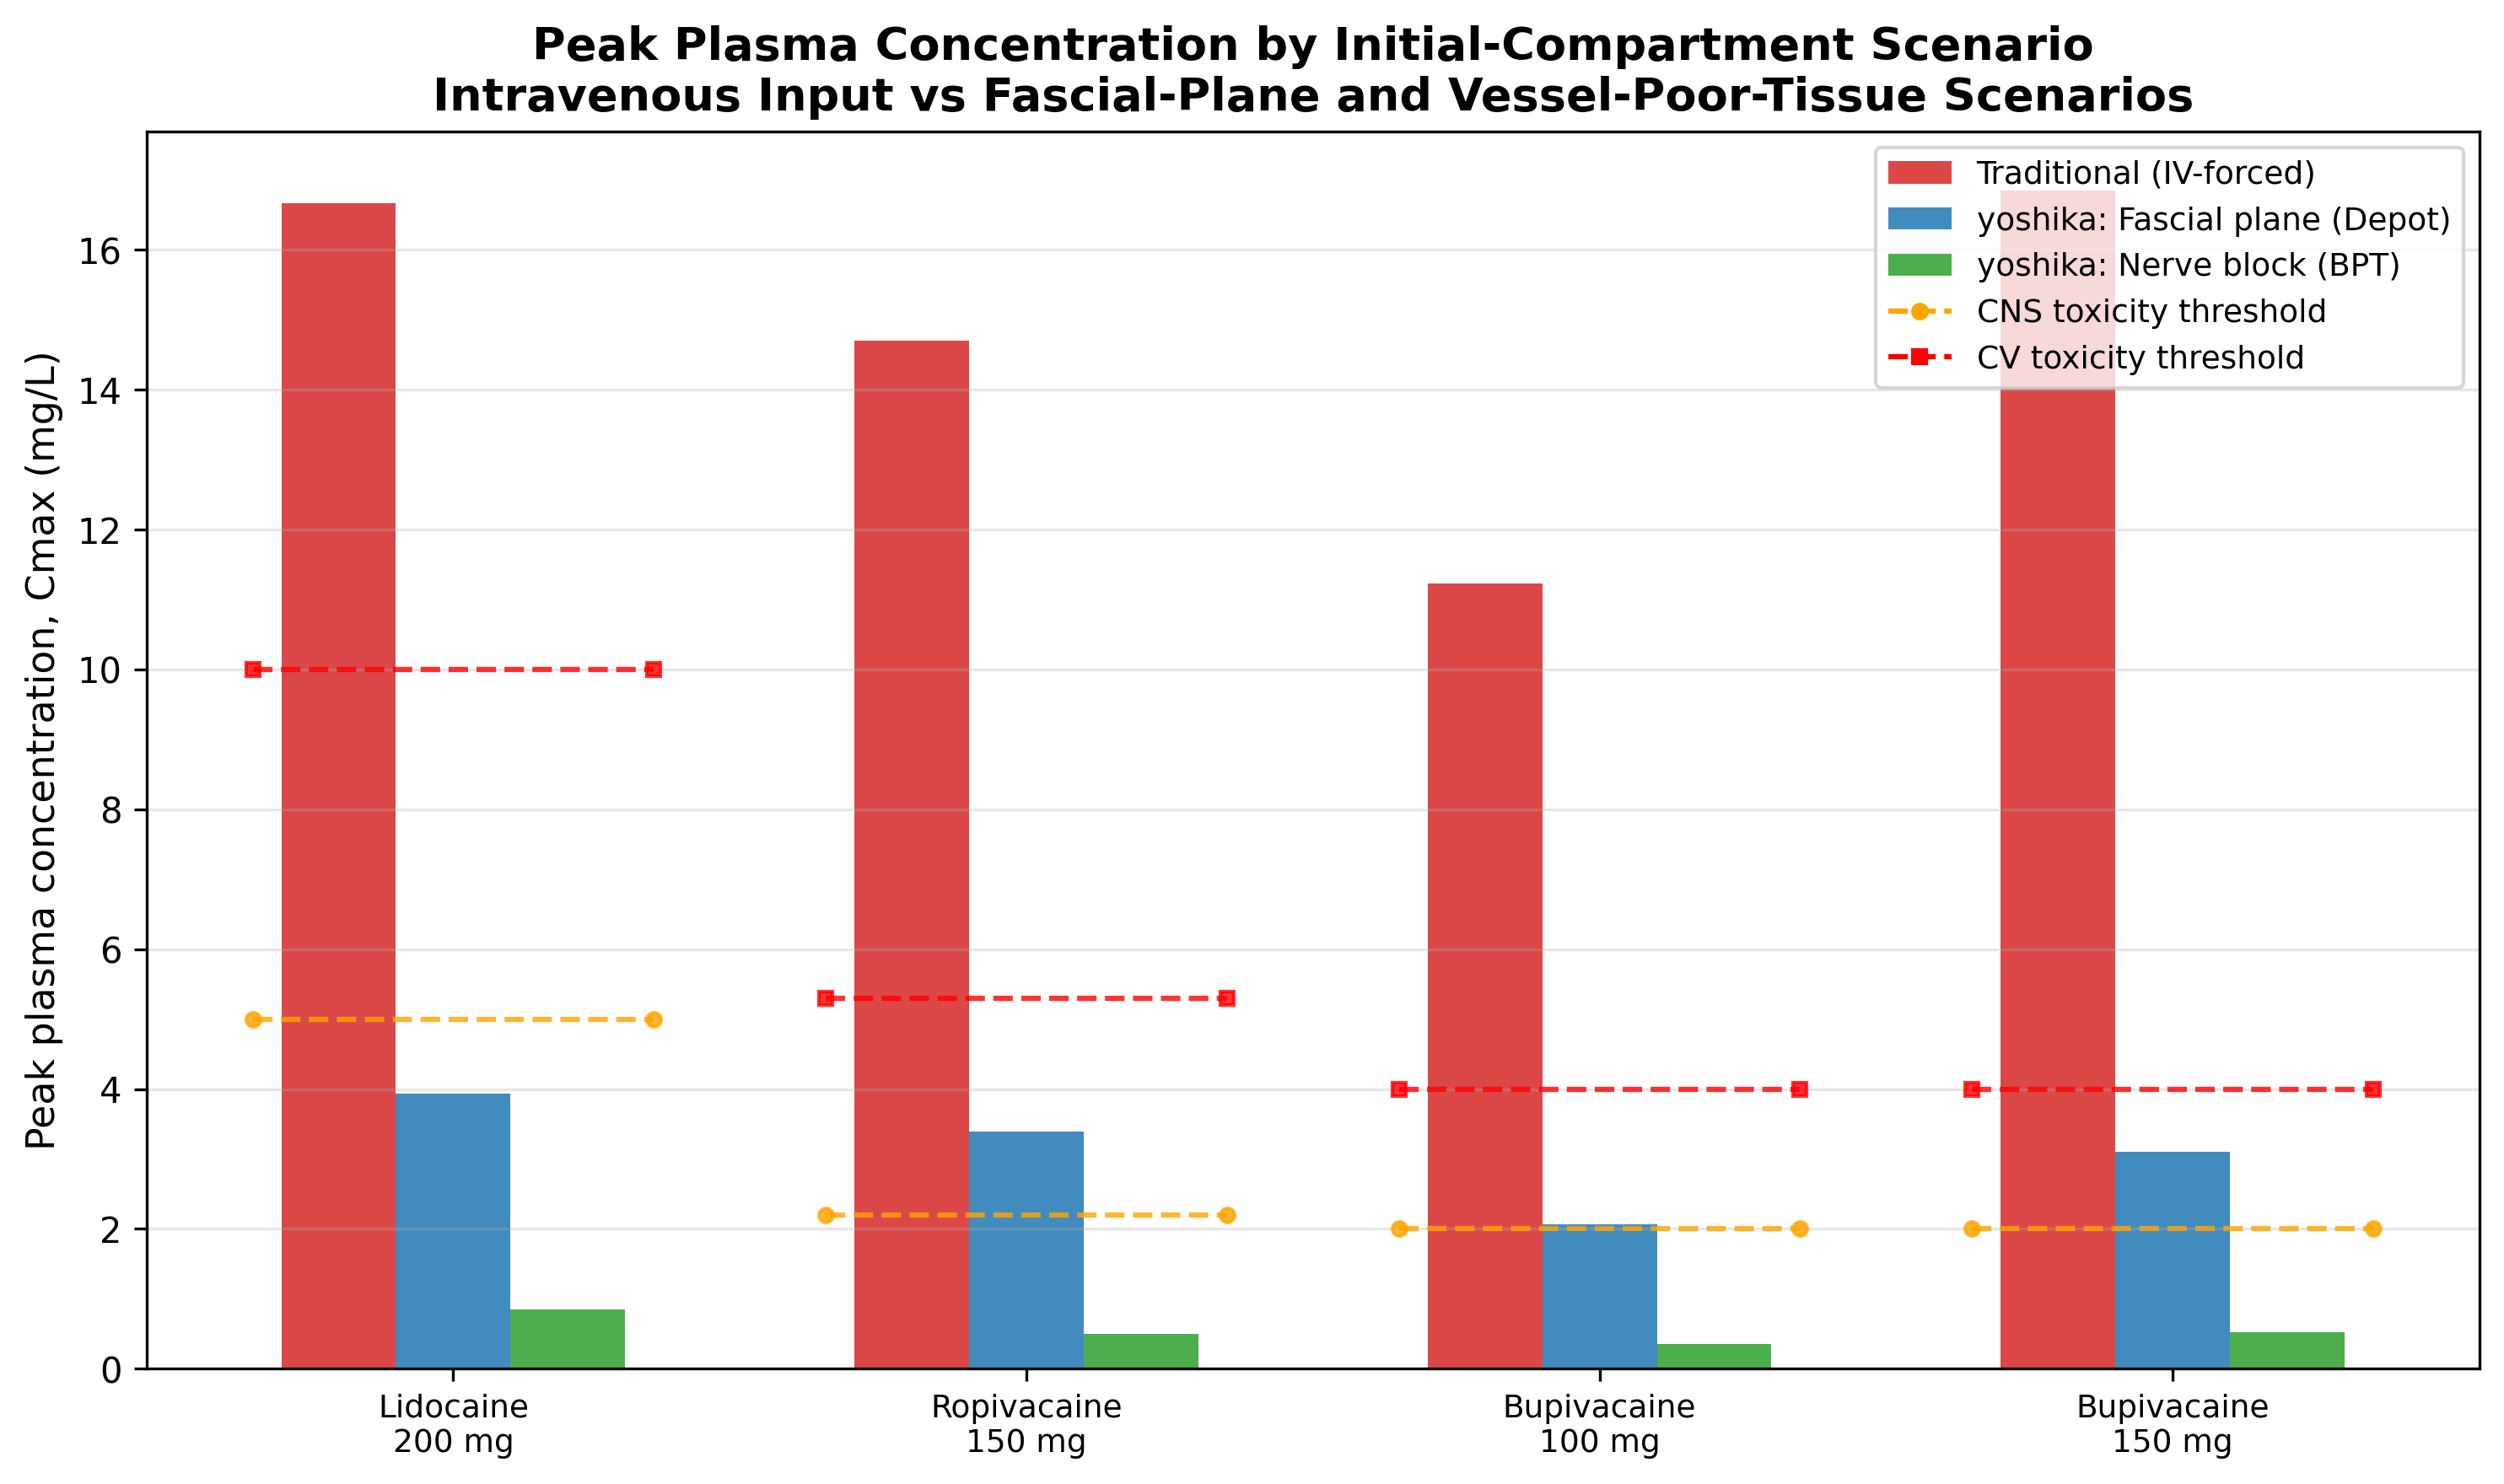 Peak Plasma Concentration by Initial-Compartment Scenario
Intravenous Input vs Fascial-Plane and Vessel-Poor-Tissue Scenarios
Peak plasma concentration, Cmax (mg/L)
16
14
12
10
8
6
4
2
0
Traditional (IV-forced)
yoshika: Fascial plane (Depot)
yoshika: Nerve block (BPT)
CNS toxicity threshold
CV toxicity threshold
Lidocaine
200 mg
Ropivacaine
150 mg
Bupivacaine
100 mg
Bupivacaine
150 mg